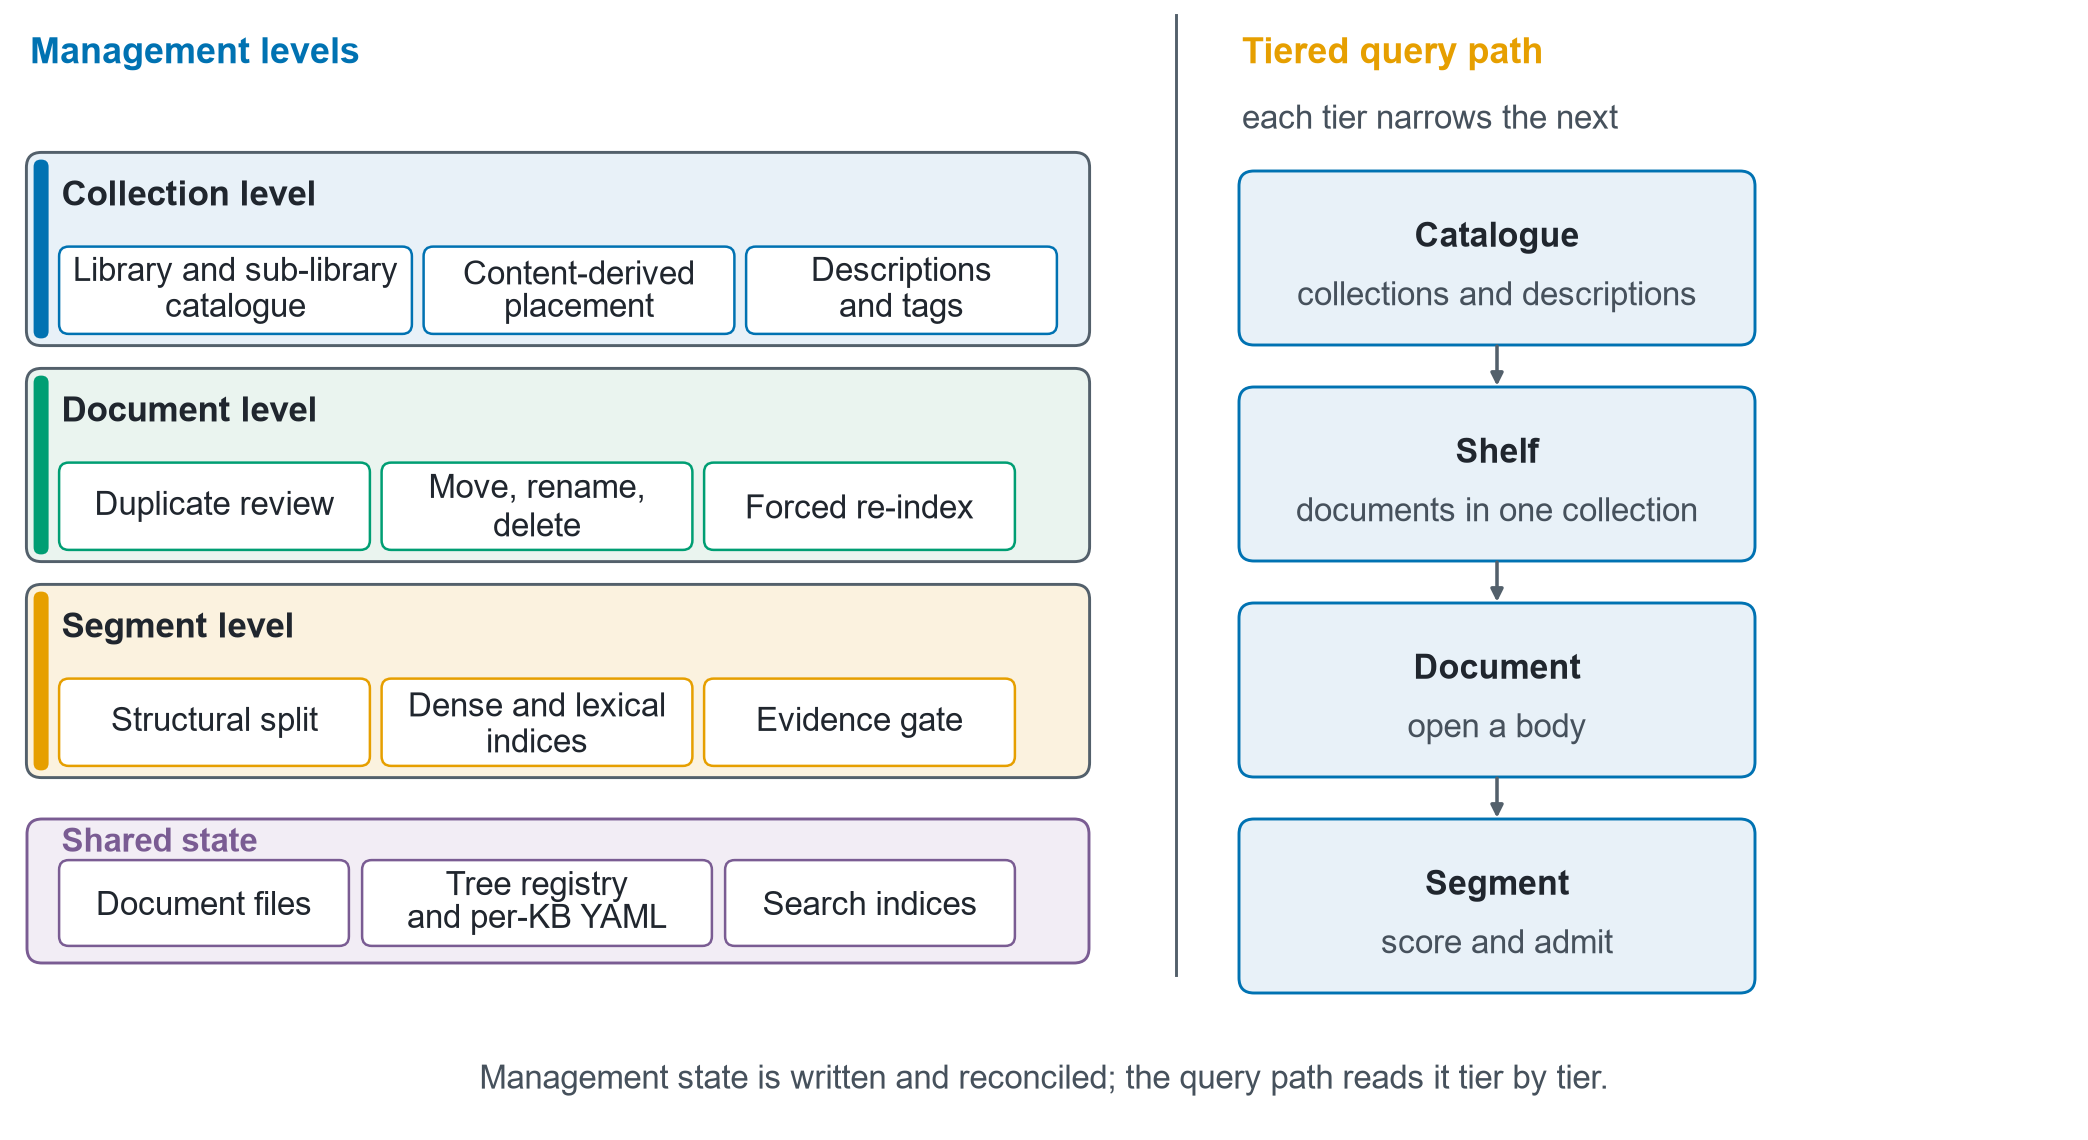 Management levels
Collection level
Library and sub-library
catalogue
Content-derived
placement
Descriptions
and tags
Document level
Duplicate review
Move, rename,
delete
Forced re-index
Segment level
Structural split
Dense and lexical
indices
Evidence gate
Shared state
Document files
Tree registry
and per-KB YAML
Search indices
Tiered query path
each tier narrows the next
Catalogue
collections and descriptions
Shelf
documents in one collection
Document
open a body
Segment
score and admit
Management state is written and reconciled; the query path reads it tier by tier.